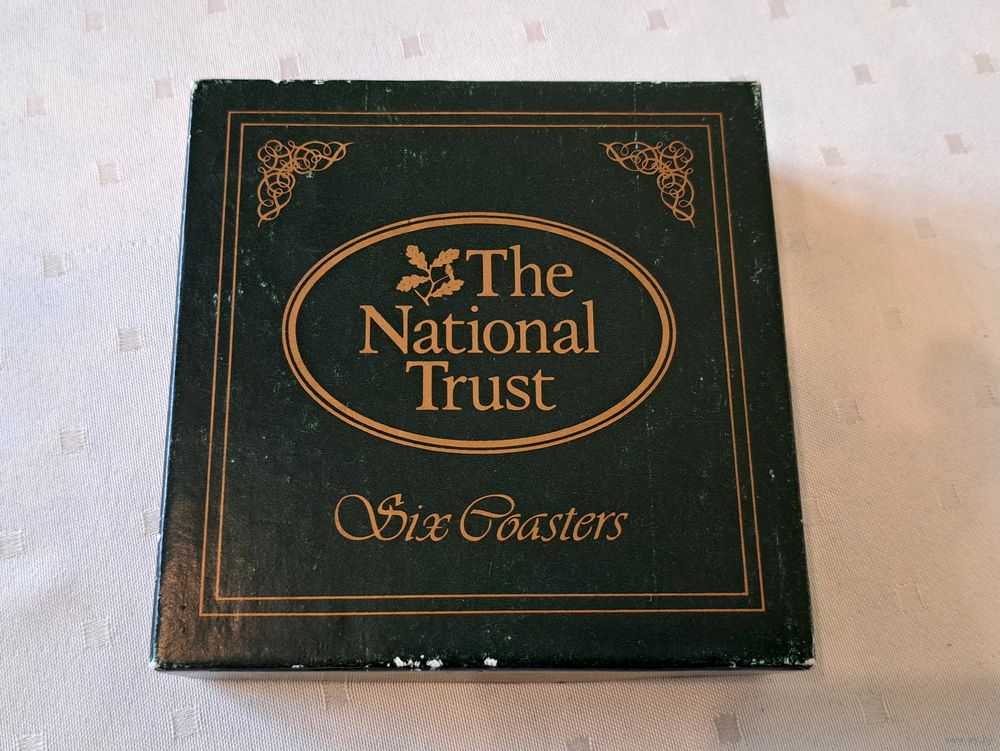 The
National
Trust
Six Coasters